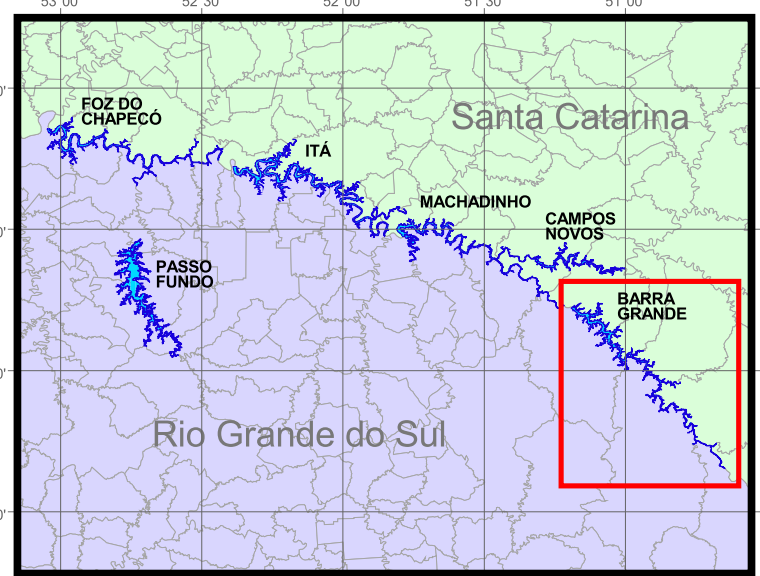 53°00' 52°30' 52°00' 51°30' 51°00'
FOZ DO
CHAPECÓ
Santa Catarina
ITÁ
MACHADINHO
CAMPOS
NOVOS
PASSO
FUNDO
BARRA
GRANDE
Rio Grande do Sul